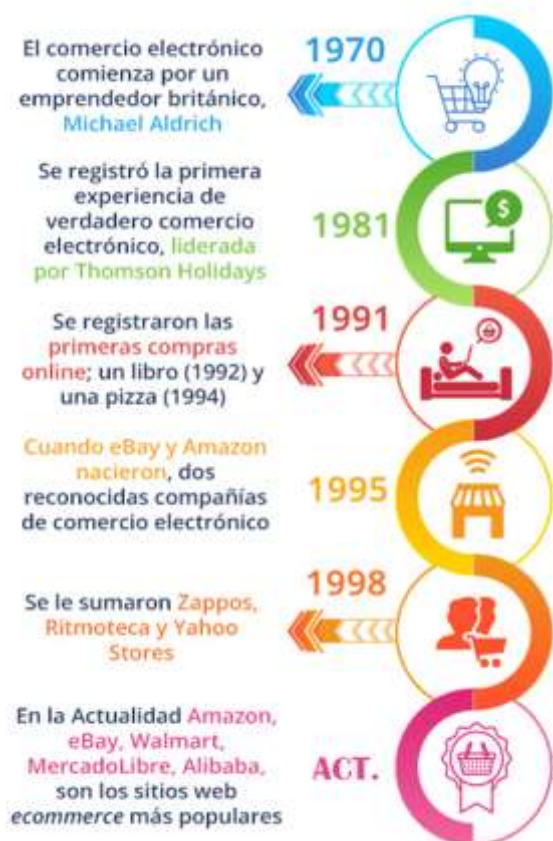 El comercio electrónico
comienza por un
emprendedor británico,
Michael Aldrich
1970
Se registró la primera
experiencia de
verdadero comercio
electrónico, liderada
por Thomson Holidays
1981
$
Se registraron las
primeras compras
online; un libro (1992) y
una pizza (1994)
1991
Cuando eBay y Amazon
nacieron, dos
reconocidas compañías
de comercio electrónico
1995
Se le sumaron Zappos,
Ritmoteca y Yahoo
Stores
1998
En la Actualidad Amazon,
eBay, Walmart,
MercadoLibre, Alibaba,
son los sitios web
ecommerce más populares
ACT.